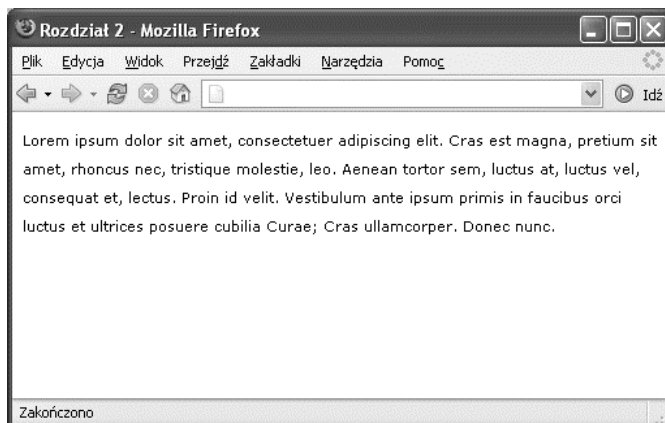 Rozdział 2 - Mozilla Firefox
Plik Edycja Widok Przejdź Zakładki Narzędzia Pomoc
Idź
Lorem ipsum dolor sit amet, consectetuer adipiscing elit. Cras est magna, pretium sit
amet, rhoncus nec, tristique molestie, leo. Aenean tortor sem, luctus at, luctus vel,
consequat et, lectus. Proin id velit. Vestibulum ante ipsum primis in faucibus orci
luctus et ultrices posuere cubilia Curae; Cras ullamcorper. Donec nunc.
Zakończono